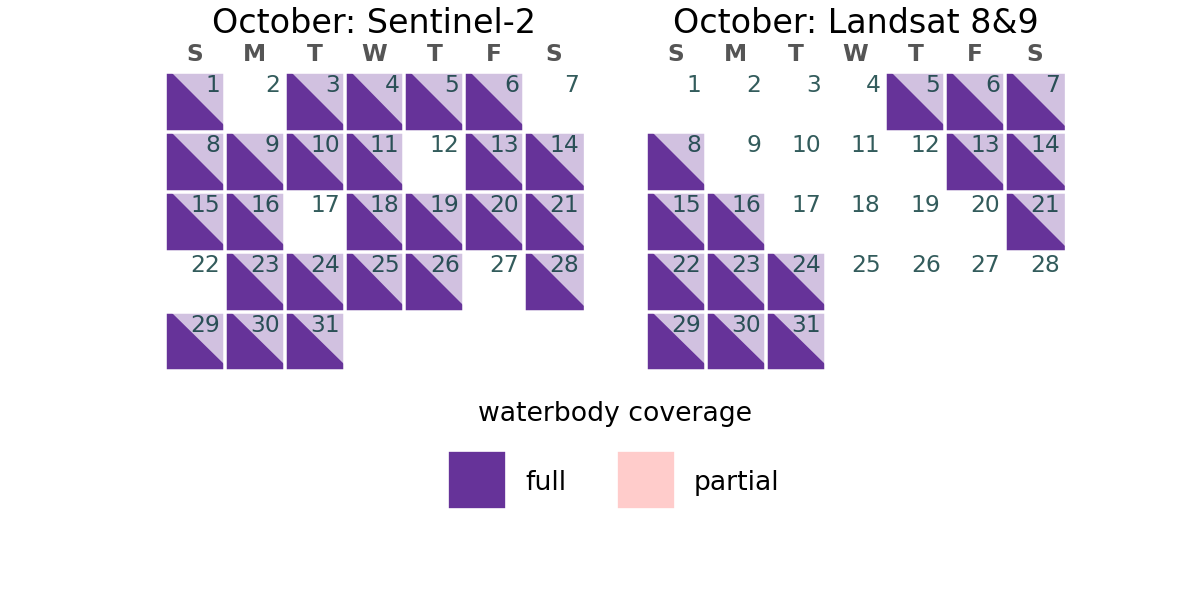 October: Sentinel-2
S M T W T F S
1 2 3 4 5 6 7
8 9 10 11 12 13 14
15 16 17 18 19 20 21
22 23 24 25 26 27 28
29 30 31
October: Landsat 8&9
S M T W T F S
1 2 3 4 5 6 7
8 9 10 11 12 13 14
15 16 17 18 19 20 21
22 23 24 25 26 27 28
29 30 31
waterbody coverage
full partial